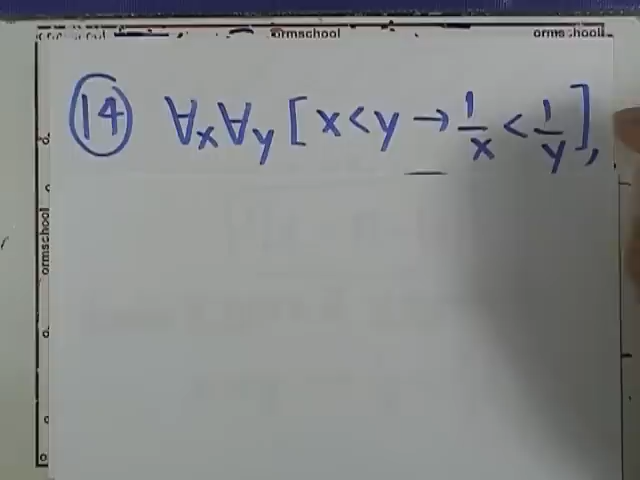 ormschool ormschool
⑭ ∀x∀y [x<y → 1/x < 1/y],
ormschool